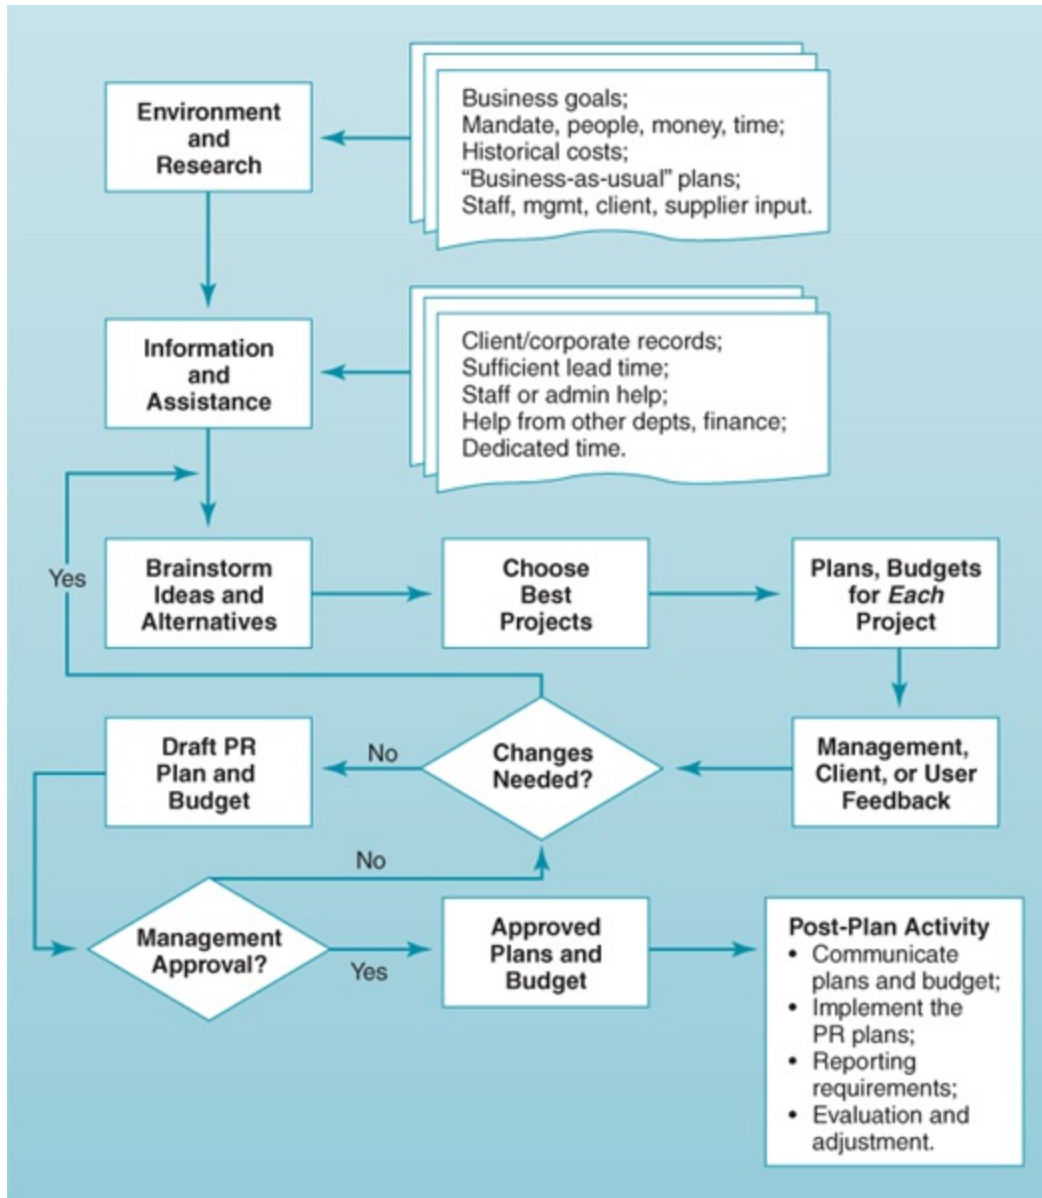 Environment
and
Research
Business goals;
Mandate, people, money, time;
Historical costs;
“Business-as-usual” plans;
Staff, mgmt, client, supplier input.
Information
and
Assistance
Client/corporate records;
Sufficient lead time;
Staff or admin help;
Help from other depts, finance;
Dedicated time.
Yes
Brainstorm
Ideas and
Alternatives
Choose
Best
Projects
Plans, Budgets
for Each
Project
Draft PR
Plan and
Budget
No
Changes
Needed?
Management,
Client, or User
Feedback
No
Management
Approval?
Yes
Approved
Plans and
Budget
Post-Plan Activity
• Communicate
plans and budget;
• Implement the
PR plans;
• Reporting
requirements;
• Evaluation and
adjustment.